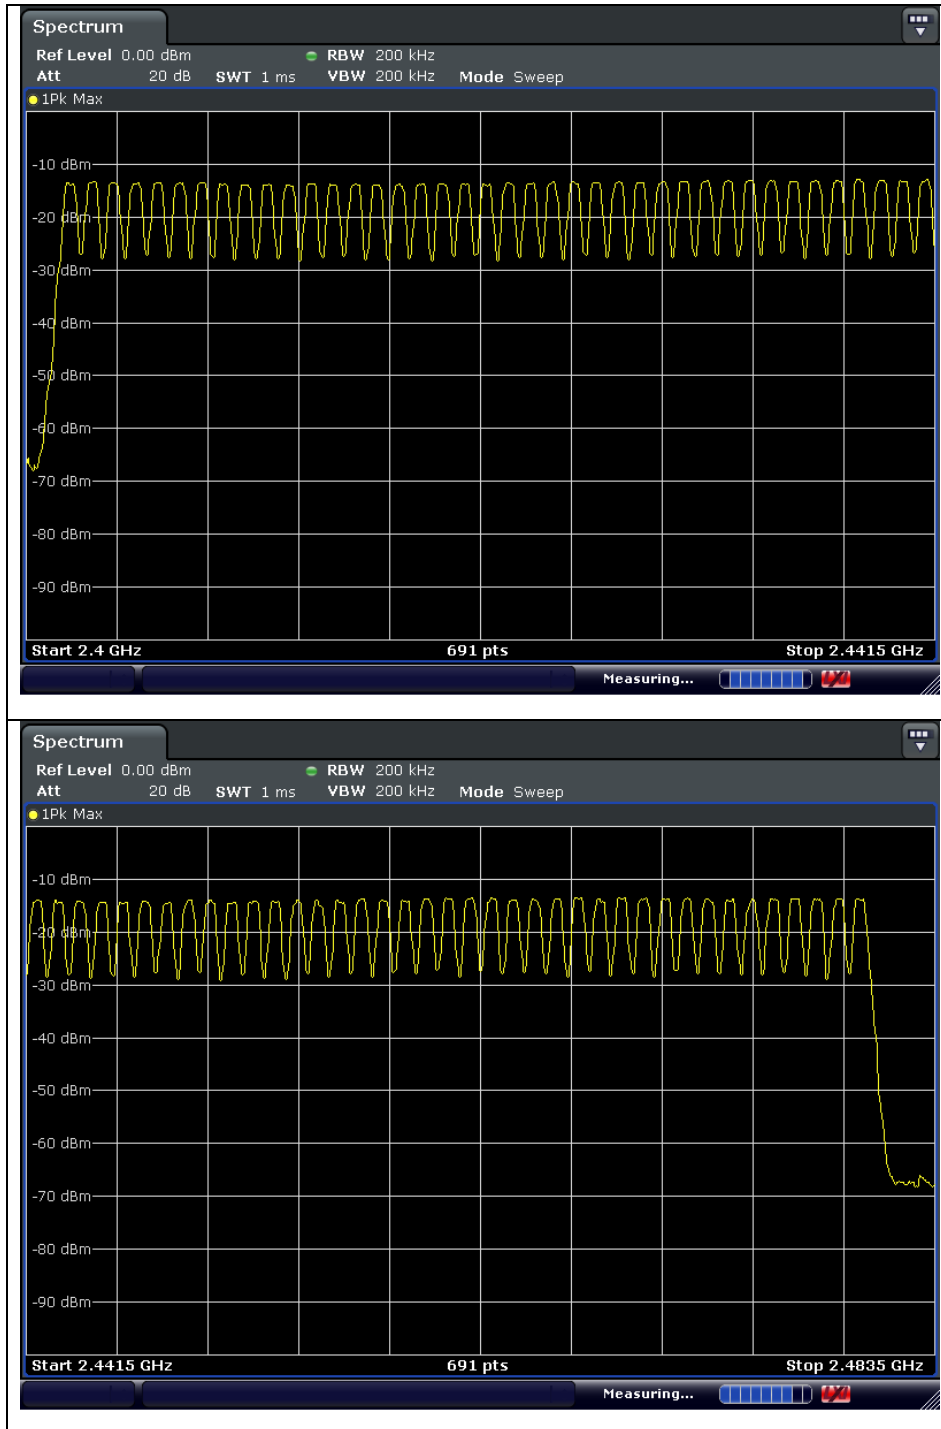 Spectrum
Ref Level 0.00 dBm RBW 200 kHz
Att 20 dB SWT 1 ms VBW 200 kHz Mode Sweep
1Pk Max
-10 dBm
-20 dBm
-30 dBm
-40 dBm
-50 dBm
-60 dBm
-70 dBm
-80 dBm
-90 dBm
Start 2.4 GHz 691 pts Stop 2.4415 GHz
Measuring...
Spectrum
Ref Level 0.00 dBm RBW 200 kHz
Att 20 dB SWT 1 ms VBW 200 kHz Mode Sweep
1Pk Max
-10 dBm
-20 dBm
-30 dBm
-40 dBm
-50 dBm
-60 dBm
-70 dBm
-80 dBm
-90 dBm
Start 2.4415 GHz 691 pts Stop 2.4835 GHz
Measuring...